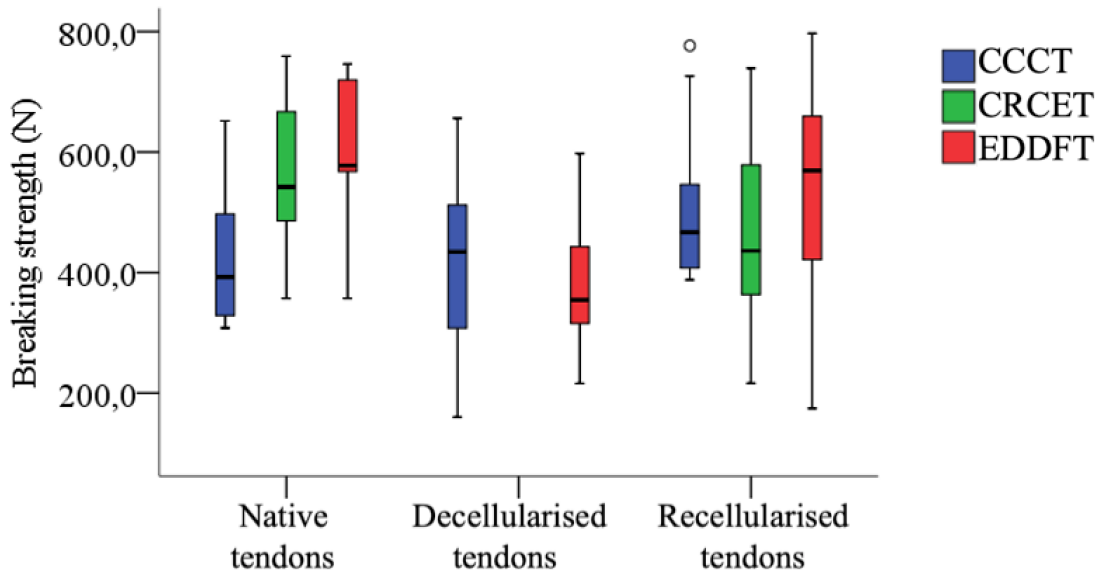 Breaking strength (N)
800,0
600,0
400,0
200,0
Native
tendons
Decellularised
tendons
Recellularised
tendons
CCCT
CRCET
EDDFT